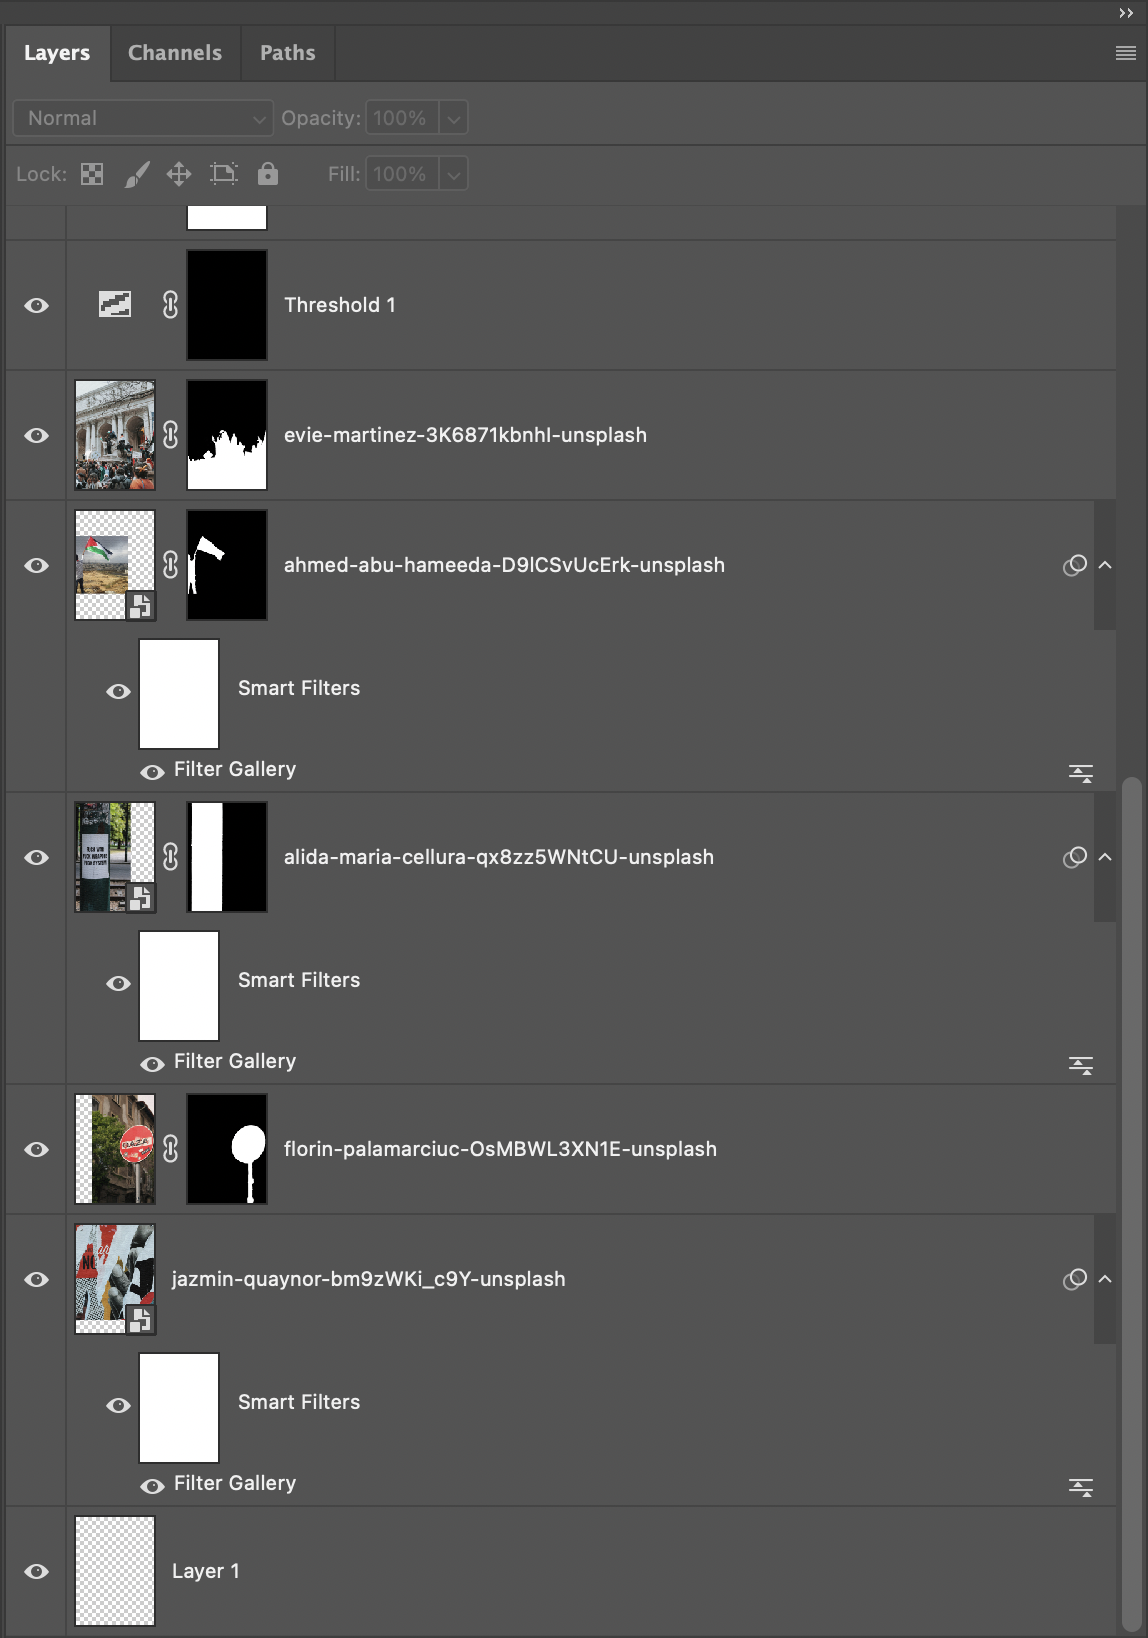 Layers Channels Paths
Normal Opacity: 100%
Lock: Fill: 100%
Threshold 1
evie-martinez-3K6871kbnhI-unsplash
ahmed-abu-hameeda-D9ICSvUcErk-unsplash
Smart Filters
Filter Gallery
alida-maria-cellura-qx8zz5WNtCU-unsplash
Smart Filters
Filter Gallery
GAZA
florin-palamarciuc-OsMBWL3XN1E-unsplash
jazmin-quaynor-bm9zWKi_c9Y-unsplash
Smart Filters
Filter Gallery
Layer 1